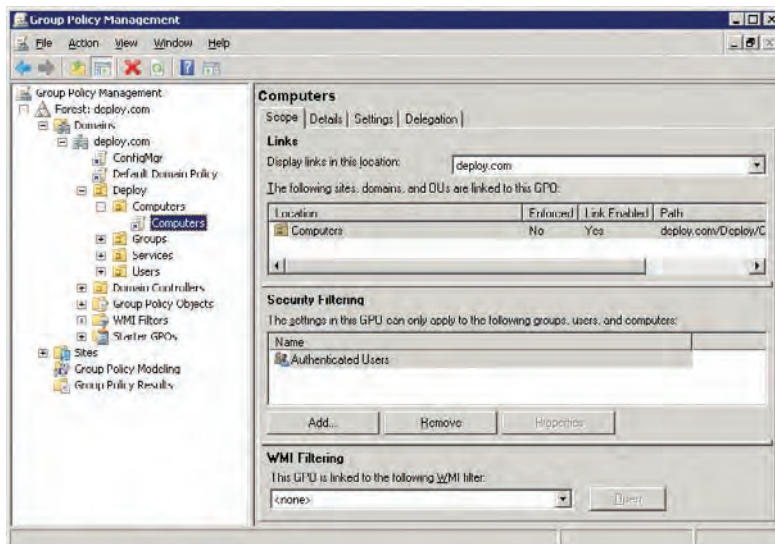 Group Policy Management
File Action View Window Help
Group Policy Management
Forest: deploy.com
Domains
deploy.com
ConfigMgr
Default Domain Policy
Deploy
Computers
Computers
Groups
Services
Users
Domain Controllers
Group Policy Objects
WMI Filters
Starter GPOs
Sites
Group Policy Modeling
Group Policy Results
Computers
Scope Details Settings Delegation
Links
Display links in this location: deploy.com
The following sites, domains, and OUs are linked to this GPO:
Location Enforced Link Enabled Path
Computers No Yes deploy.com/Deploy/C
Security Filtering
The settings in this GPO can only apply to the following groups, users, and computers:
Name
Authenticated Users
Add... Remove Properties
WMI Filtering
This GPO is linked to the following WMI filter:
<none> Open